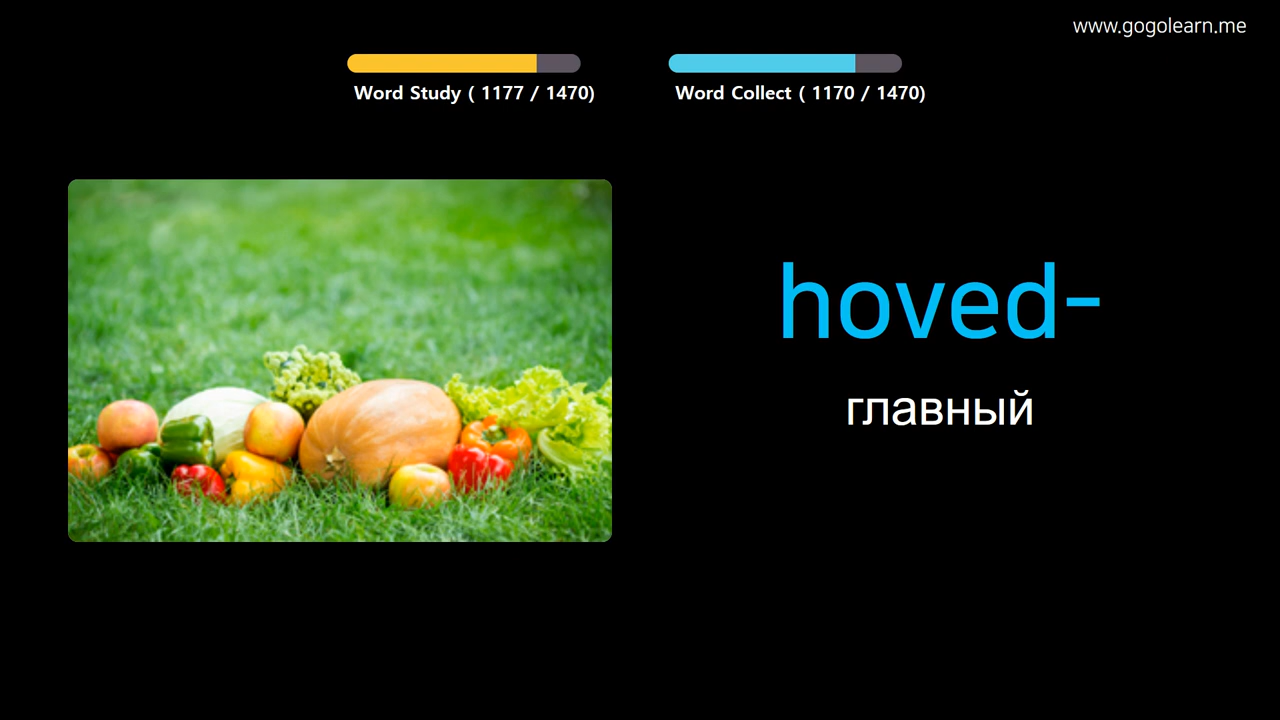 www.gogolearn.me
Word Study ( 1177 / 1470)
Word Collect ( 1170 / 1470)
hoved-
главный